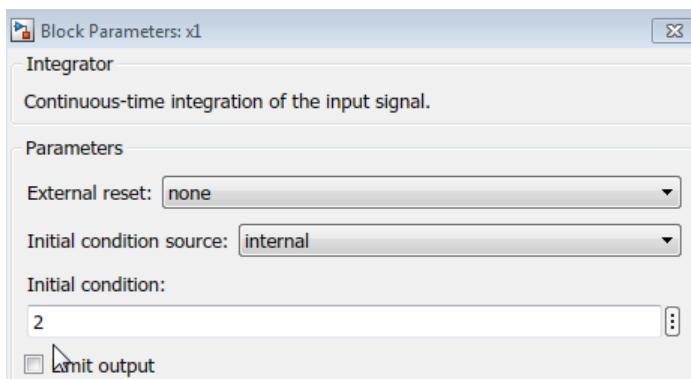 Block Parameters: x1
Integrator
Continuous-time integration of the input signal.
Parameters
External reset: none
Initial condition source: internal
Initial condition:
2
Limit output